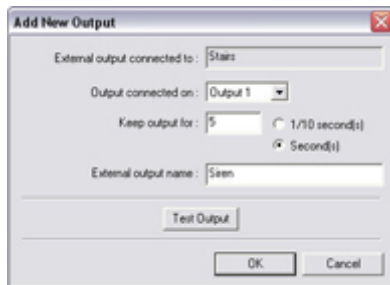 Add New Output
External output connected to : Stairs
Output connected on : Output 1
Keep output for : 5 1/10 second(s)
Second(s)
External output name : Siren
Test Output
OK Cancel